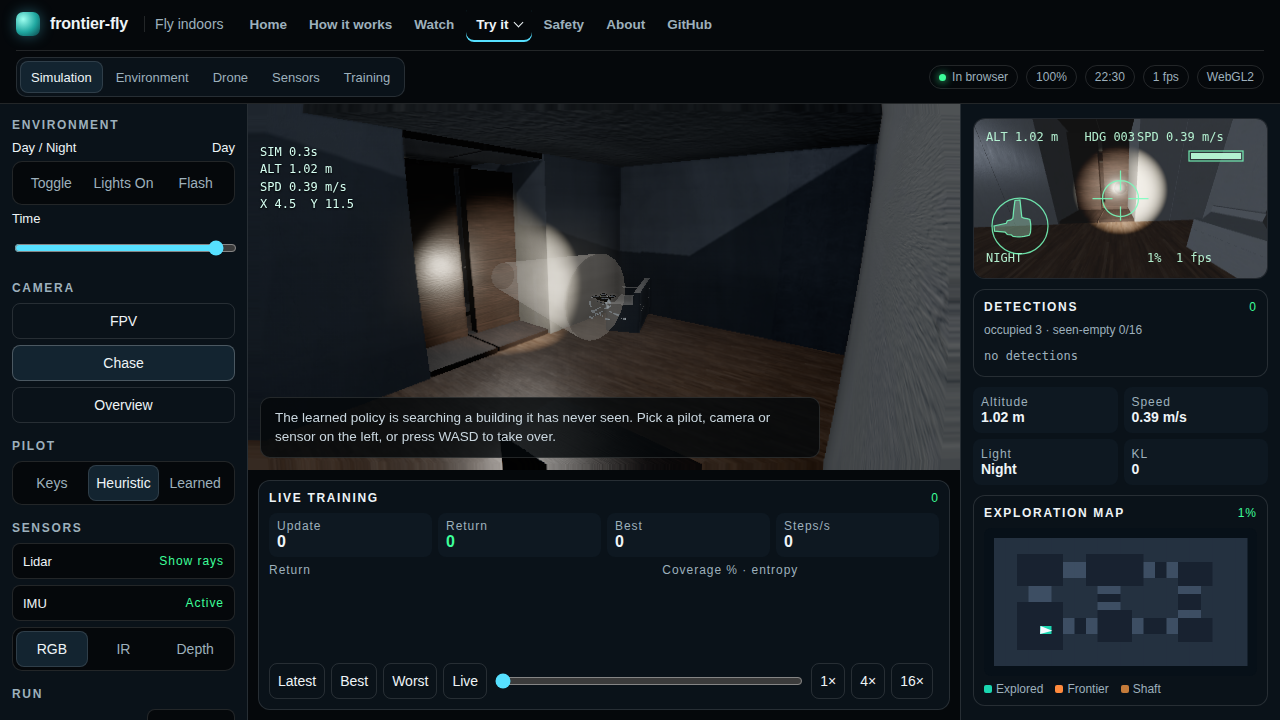 frontier-fly Fly indoors Home How it works Watch Try it Safety About GitHub
Simulation Environment Drone Sensors Training In browser 100% 22:30 1 fps WebGL2
ENVIRONMENT
Day / Night Day
Toggle Lights On Flash
Time
CAMERA
FPV
Chase
Overview
PILOT
Keys Heuristic Learned
SENSORS
Lidar Show rays
IMU Active
RGB IR Depth
RUN
SIM 0.3s
ALT 1.02 m
SPD 0.39 m/s
X 4.5 Y 11.5
The learned policy is searching a building it has never seen. Pick a pilot, camera or
sensor on the left, or press WASD to take over.
LIVE TRAINING 0
Update Return Best Steps/s
0 0 0 0
Return Coverage % · entropy
Latest Best Worst Live 1× 4× 16×
ALT 1.02 m HDG 003 SPD 0.39 m/s
NIGHT 1% 1 fps
DETECTIONS 0
occupied 3 · seen-empty 0/16
no detections
Altitude Speed
1.02 m 0.39 m/s
Light KL
Night 0
EXPLORATION MAP 1%
Explored Frontier Shaft